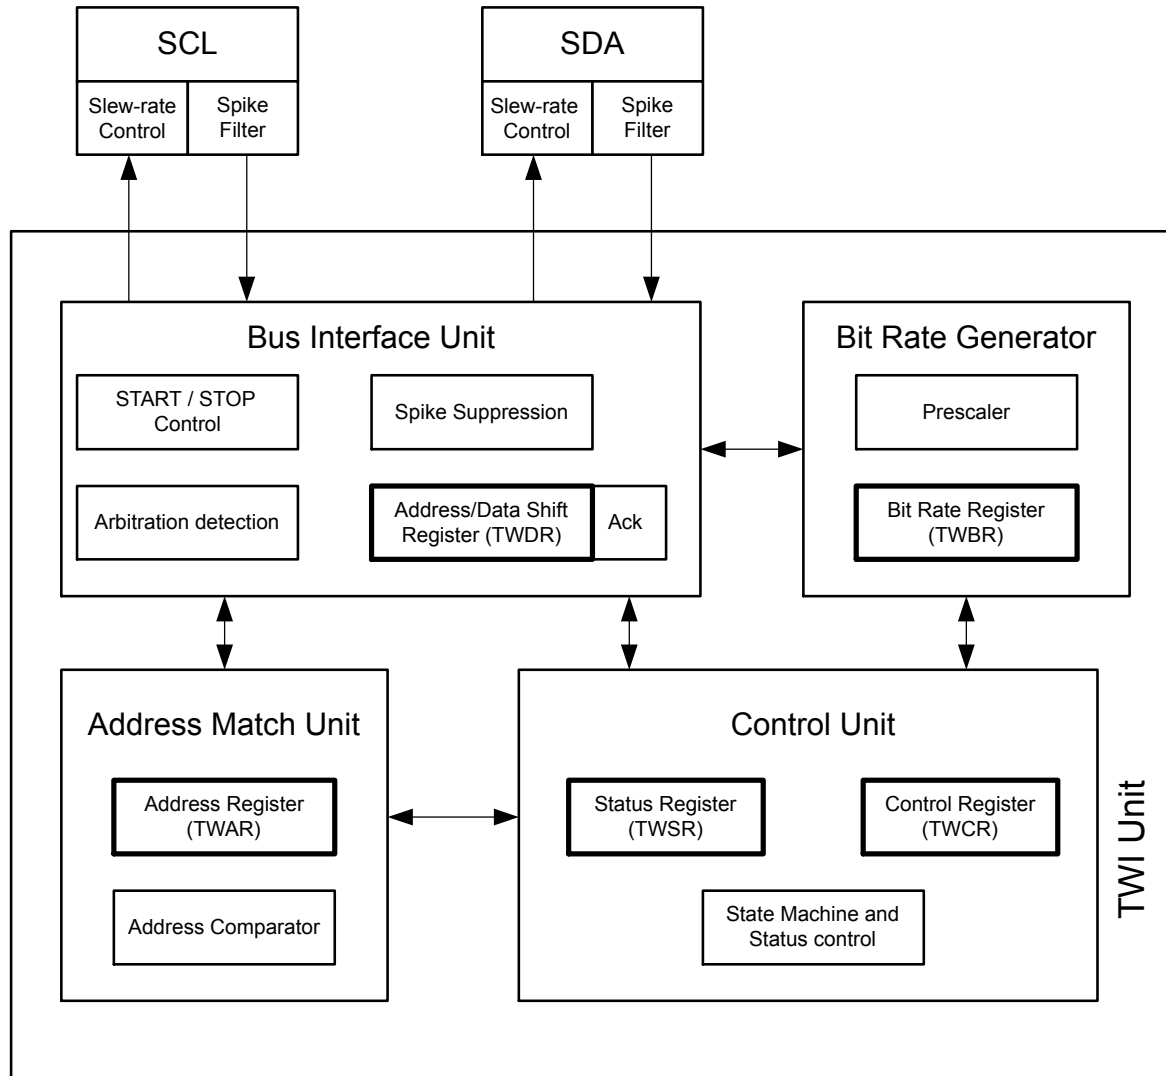 SCL
Slew-rate
Control
Spike
Filter
SDA
Slew-rate
Control
Spike
Filter
Bus Interface Unit
START / STOP
Control
Spike Suppression
Arbitration detection
Address/Data Shift
Register (TWDR)
Ack
Bit Rate Generator
Prescaler
Bit Rate Register
(TWBR)
Address Match Unit
Address Register
(TWAR)
Address Comparator
Control Unit
Status Register
(TWSR)
Control Register
(TWCR)
State Machine and
Status control
TWI Unit